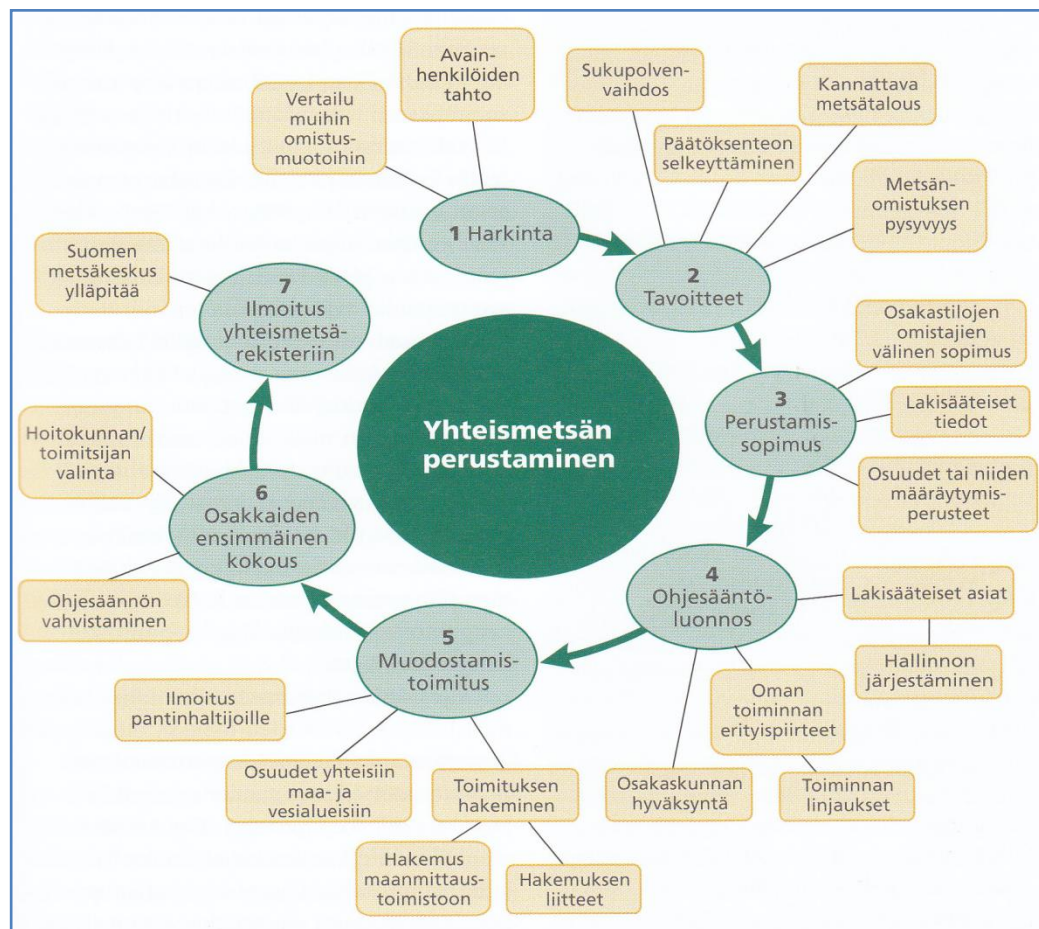 Yhteismetsän
perustaminen
1 Harkinta
Vertailu
muihin
omistus-
muotoihin
Avain-
henkilöiden
tahto
2
Tavoitteet
Sukupolven-
vaihdos
Päätöksenteon
selkeyttäminen
Kannattava
metsätalous
Metsän-
omistuksen
pysyvyys
3
Perustamis-
sopimus
Osakastilojen
omistajien
välinen sopimus
Lakisääteiset
tiedot
Osuudet tai niiden
määräytymis-
perusteet
4
Ohjesääntö-
luonnos
Lakisääteiset asiat
Hallinnon
järjestäminen
Oman
toiminnan
erityispiirteet
Toiminnan
linjaukset
Osakaskunnan
hyväksyntä
5
Muodostamis-
toimitus
Ilmoitus
pantinhaltijoille
Osuudet yhteisiin
maa- ja
vesialueisiin
Toimituksen
hakeminen
Hakemus
maanmittaus-
toimistoon
Hakemuksen
liitteet
6
Osakkaiden
ensimmäinen
kokous
Hoitokunnan/
toimitsijan
valinta
Ohjesäännön
vahvistaminen
7
Ilmoitus
yhteismetsä-
rekisteriin
Suomen
metsäkeskus
ylläpitää